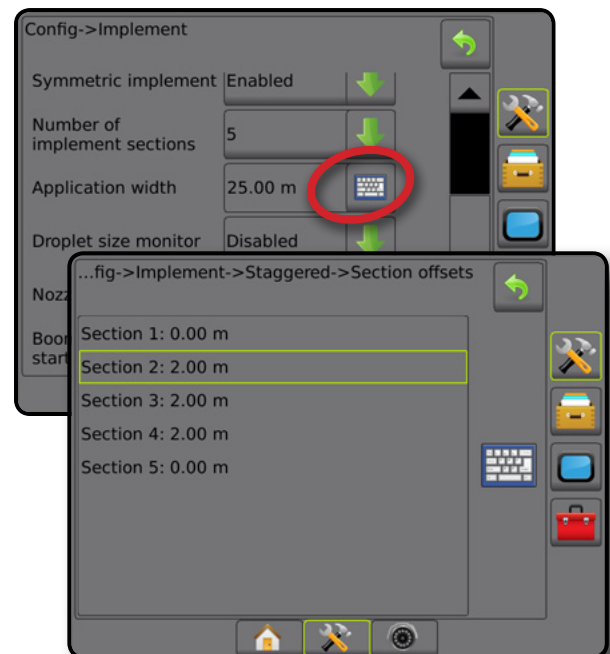 Config->Implement
Symmetric implement Enabled
Number of
implement sections 5
Application width 25.00 m
Droplet size monitor Disabled
...fig->Implement->Staggered->Section offsets
Section 1: 0.00 m
Section 2: 2.00 m
Section 3: 2.00 m
Section 4: 2.00 m
Section 5: 0.00 m